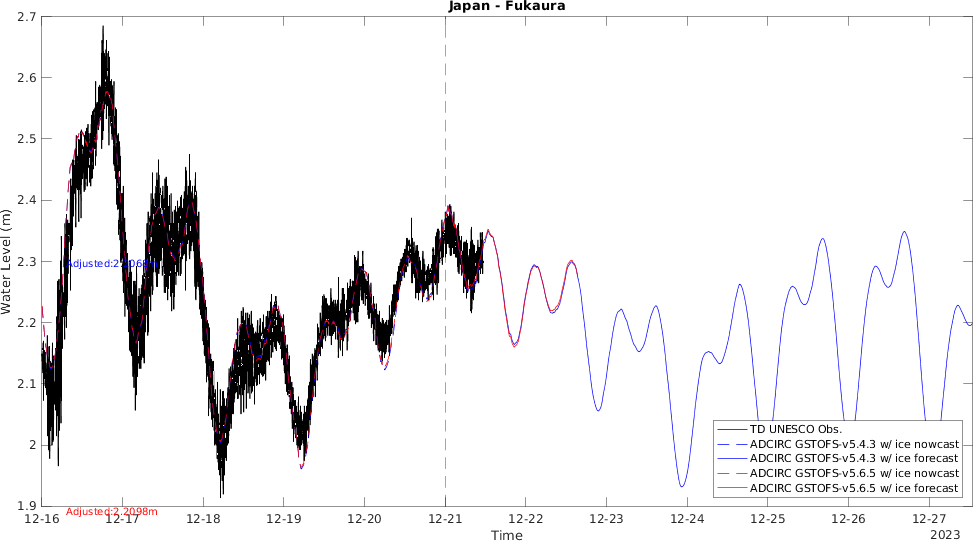 Japan - Fukaura
Water Level (m)
2.7
2.6
2.5
2.4
2.3
2.2
2.1
2
1.9
Adjusted:2.2098m
TD UNESCO Obs.
ADCIRC GSTOFS-v5.4.3 w/ ice nowcast
ADCIRC GSTOFS-v5.4.3 w/ ice forecast
ADCIRC GSTOFS-v5.6.5 w/ ice nowcast
ADCIRC GSTOFS-v5.6.5 w/ ice forecast
12-16 12-17 12-18 12-19 12-20 12-21 12-22 12-23 12-24 12-25 12-26 12-27
Time
2023